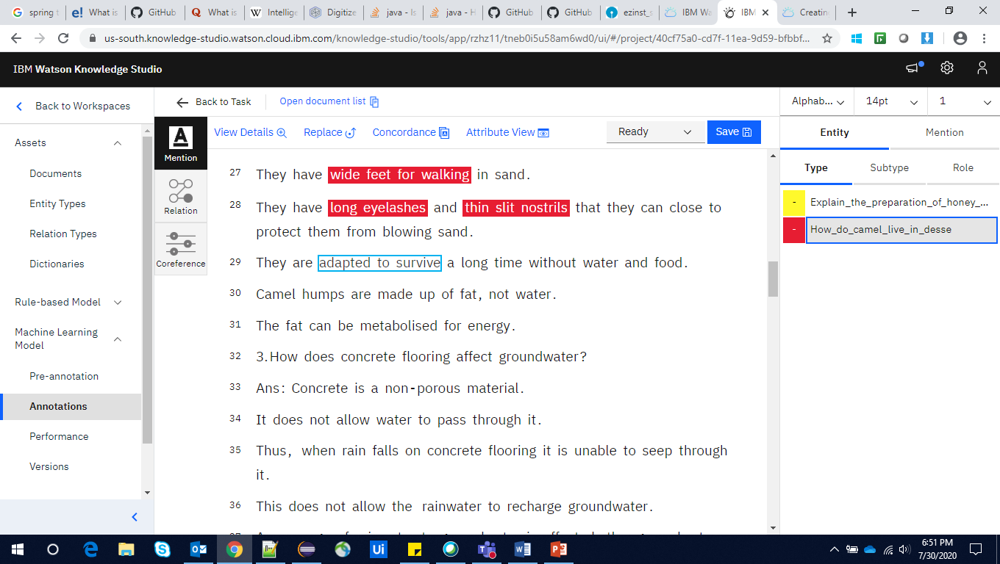 spring t
What is
GitHub
What is
Intellige
Digitize
java - Is
java - H
GitHub
GitHub
ezinst_s
IBM Wa
IBM
Creatin
us-south.knowledge-studio.watson.cloud.ibm.com/knowledge-studio/tools/app/rzhz11/tneb0i5u58am6wd0/ui/#/project/40cf75a0-cd7f-11ea-9d59-bfbbf...
IBM Watson Knowledge Studio
Back to Workspaces
Back to Task
Open document list
Alphab...
14pt
1
Assets
Documents
Entity Types
Relation Types
Dictionaries
Rule-based Model
Machine Learning
Model
Pre-annotation
Annotations
Performance
Versions
Mention
Relation
Coreference
View Details
Replace
Concordance
Attribute View
Ready
Save
27 They have wide feet for walking in sand.
28 They have long eyelashes and thin slit nostrils that they can close to
protect them from blowing sand.
29 They are adapted to survive a long time without water and food.
30 Camel humps are made up of fat, not water.
31 The fat can be metabolised for energy.
32 3.How does concrete flooring affect groundwater?
33 Ans: Concrete is a non-porous material.
34 It does not allow water to pass through it.
35 Thus, when rain falls on concrete flooring it is unable to seep through
it.
36 This does not allow the rainwater to recharge groundwater.
Entity
Mention
Type
Subtype
Role
- Explain_the_preparation_of_honey_...
- How_do_camel_live_in_desse
6:51 PM
7/30/2020